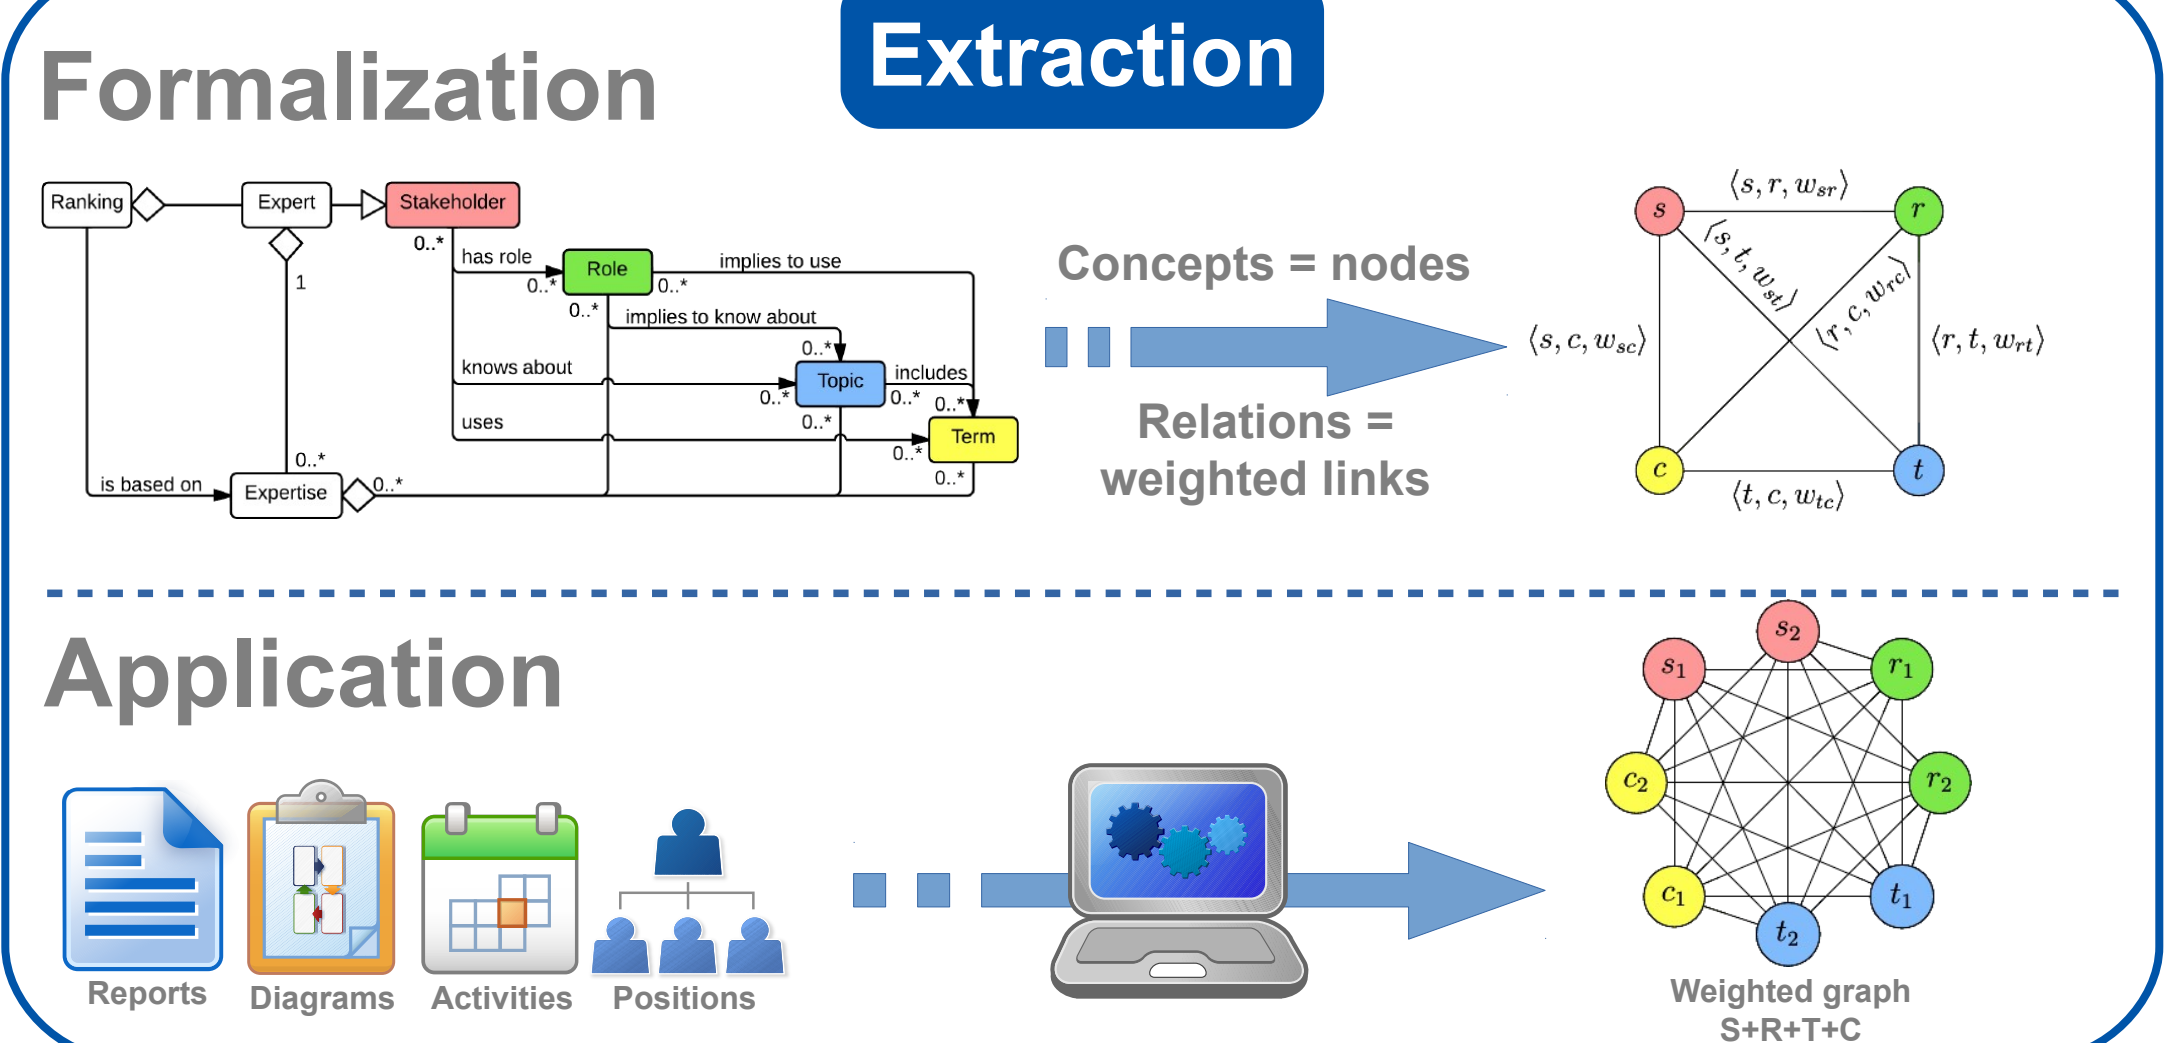 Extraction
Formalization
Ranking
Expert
Stakeholder
0..*
has role
Role
0..*
0..*
0..*
implies to use
1
implies to know about
0..*
knows about
Topic
includes
0..*
0..*
0..*
0..*
uses
Term
0..*
0..*
0..*
is based on
Expertise
0..*
Concepts = nodes
Relations =
weighted links
⟨s, r, w_sr⟩
s
r
⟨s, t, w_st⟩
⟨r, c, w_rc⟩
⟨s, c, w_sc⟩
⟨r, t, w_rt⟩
c
t
⟨t, c, w_tc⟩
Application
Reports
Diagrams
Activities
Positions
s₂
s₁
r₁
c₂
r₂
c₁
t₁
t₂
Weighted graph
S+R+T+C